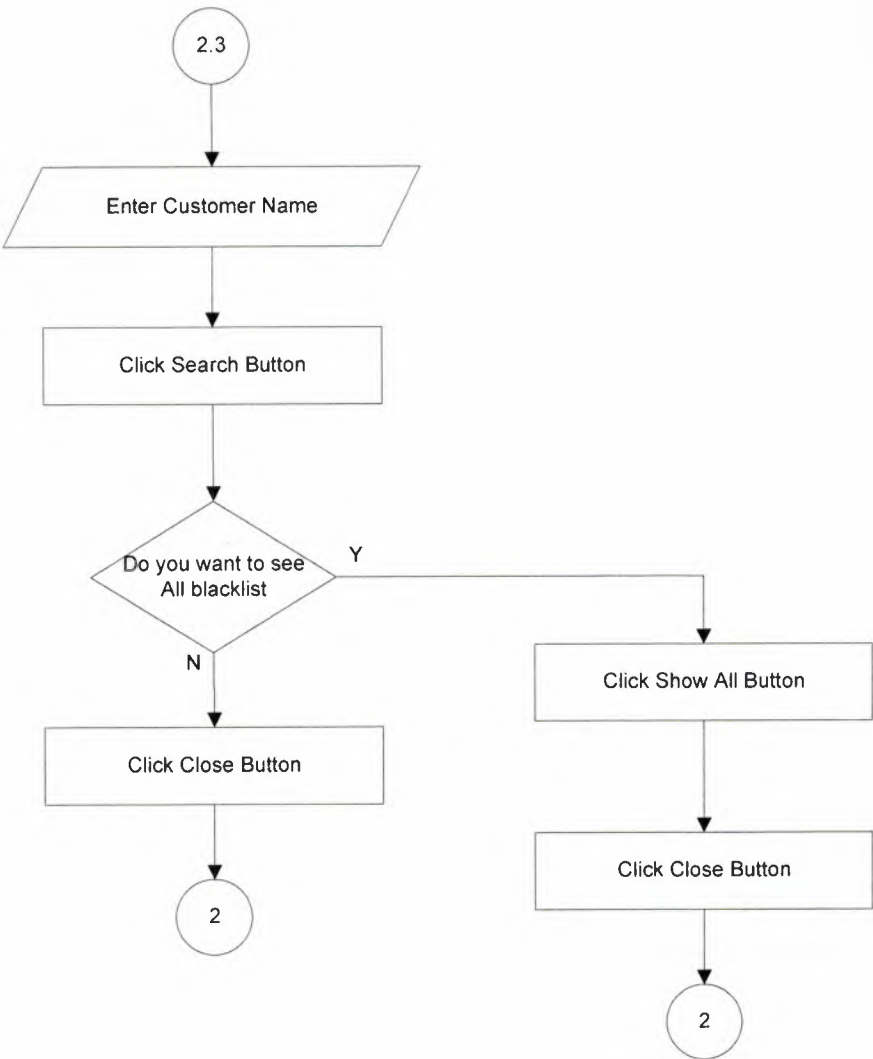 2.3
Enter Customer Name
Click Search Button
Do you want to see
All blacklist
Y
N
Click Show All Button
Click Close Button
Click Close Button
2
2